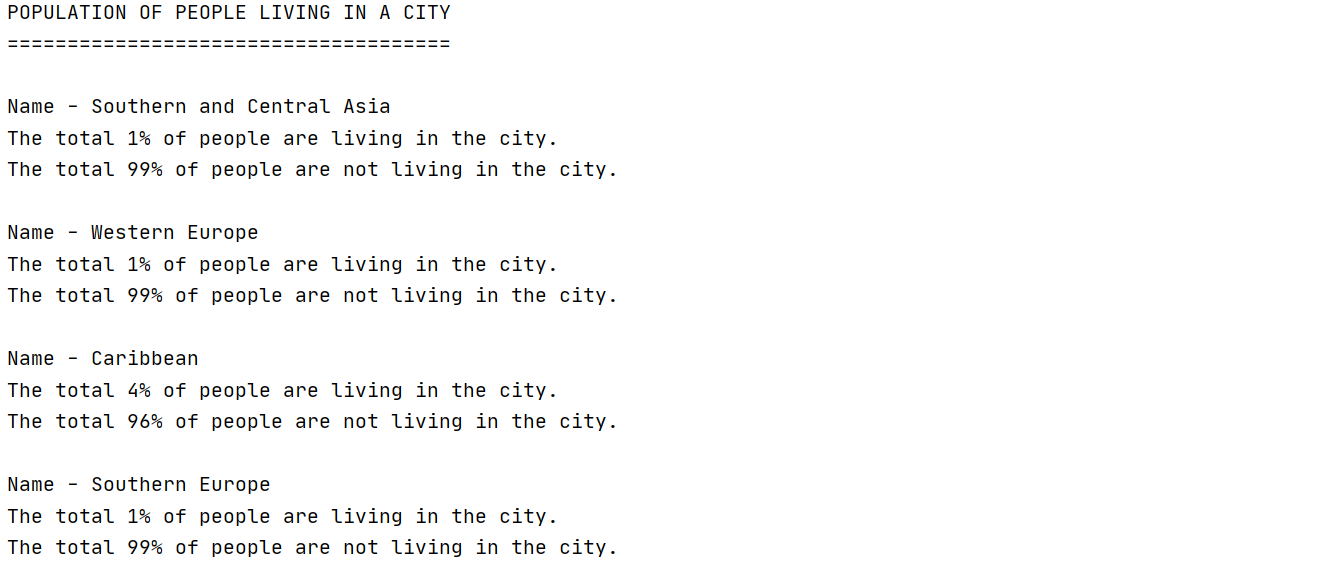 POPULATION OF PEOPLE LIVING IN A CITY
=====================================
Name - Southern and Central Asia
The total 1% of people are living in the city.
The total 99% of people are not living in the city.
Name - Western Europe
The total 1% of people are living in the city.
The total 99% of people are not living in the city.
Name - Caribbean
The total 4% of people are living in the city.
The total 96% of people are not living in the city.
Name - Southern Europe
The total 1% of people are living in the city.
The total 99% of people are not living in the city.